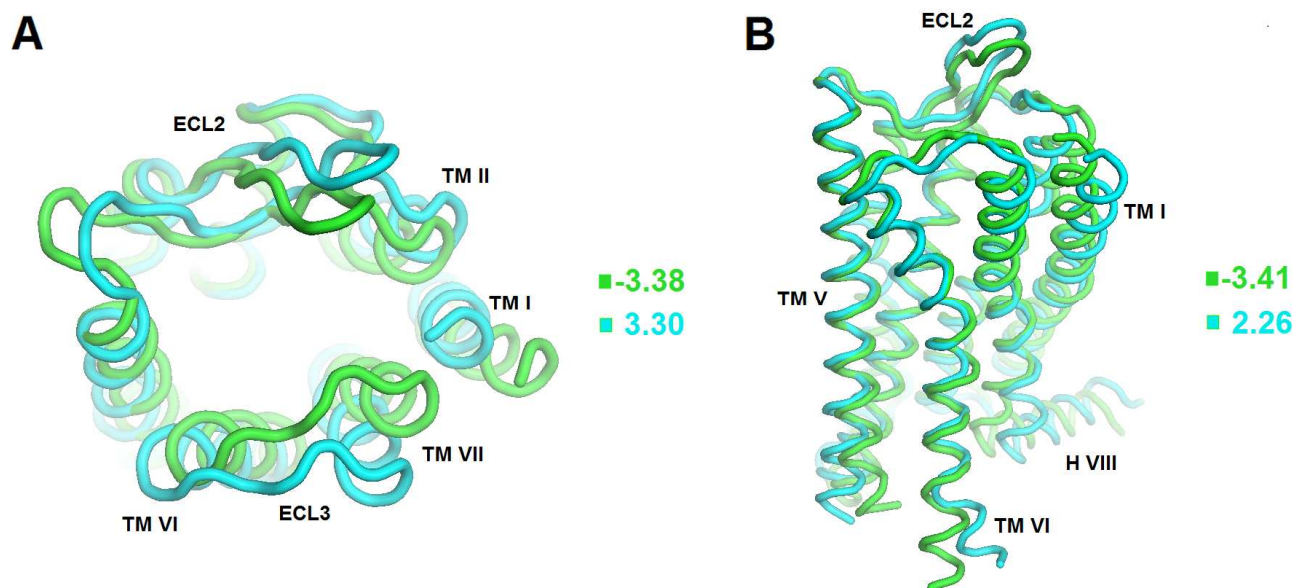 A
ECL2
TM II
TM I
-3.38
3.30
TM VII
ECL3
TM VI
B
ECL2
TM I
TM V
-3.41
2.26
H VIII
TM VI